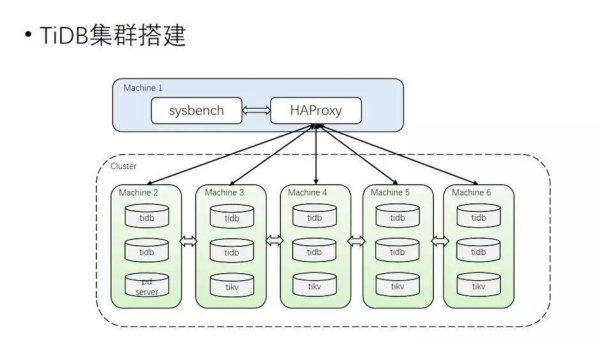 • TiDB集群搭建
Machine 1
sysbench
HAProxy
Cluster
Machine 2
tidb
tidb
pd
server
Machine 3
tidb
tidb
tikv
Machine 4
tidb
tidb
tikv
Machine 5
tidb
tidb
tikv
Machine 6
tidb
tidb
tikv